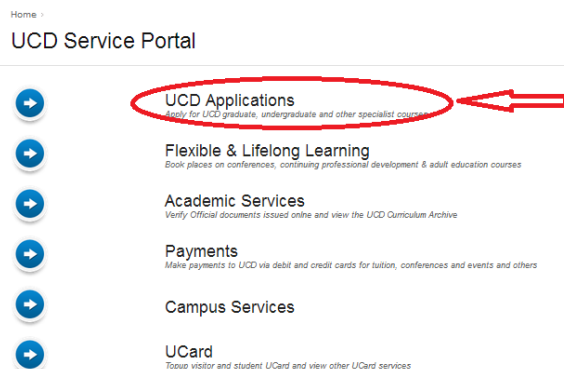 Home ›
UCD Service Portal
UCD Applications
Apply for UCD graduate, undergraduate and other specialist courses
Flexible & Lifelong Learning
Book places on conferences, continuing professional development & adult education courses
Academic Services
Verify Official documents issued online and view the UCD Curriculum Archive
Payments
Make payments to UCD via debit and credit cards for tuition, conferences and events and others
Campus Services
UCard
Topup visitor and student UCard and view other UCard services